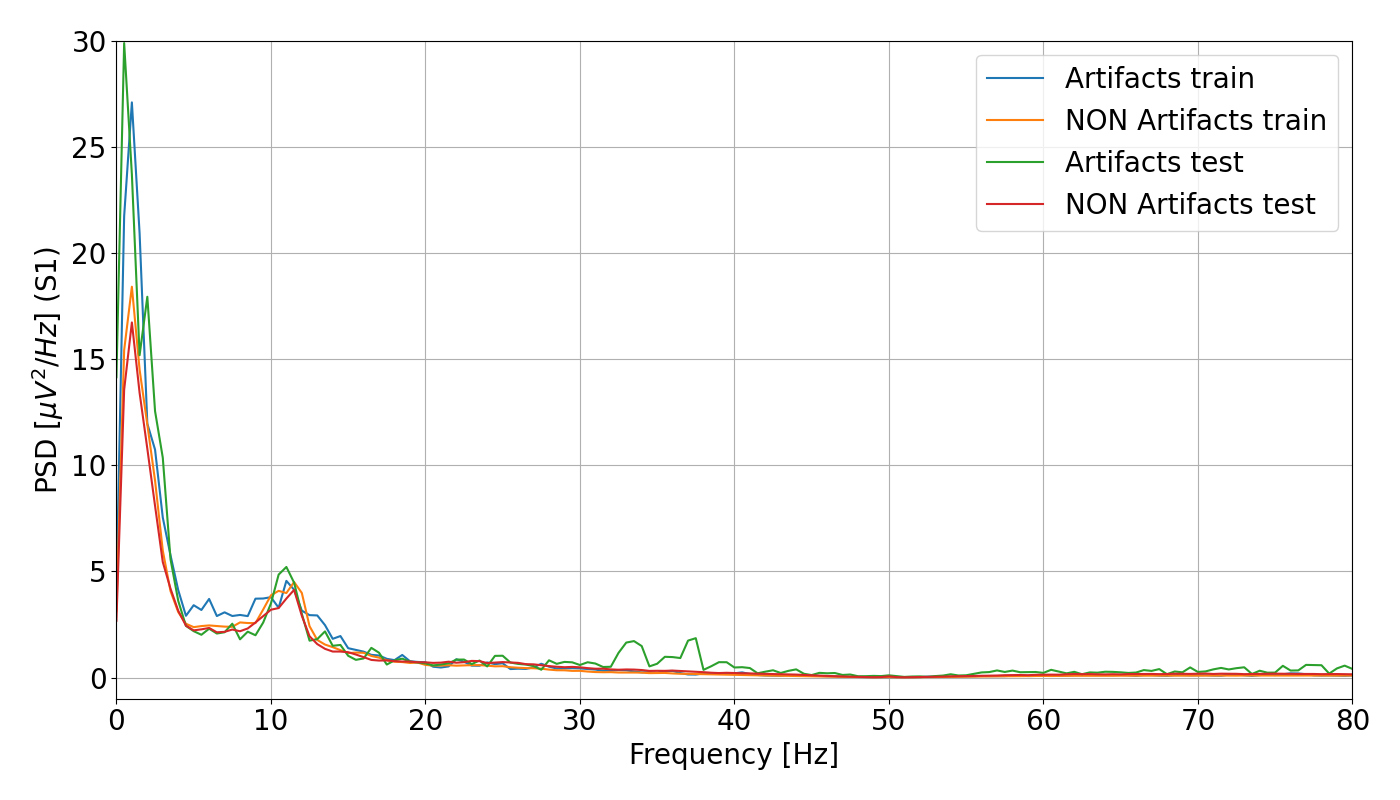 30
25
20
15
10
5
0
PSD [μV²/Hz] (S1)
Artifacts train
NON Artifacts train
Artifacts test
NON Artifacts test
0 10 20 30 40 50 60 70 80
Frequency [Hz]